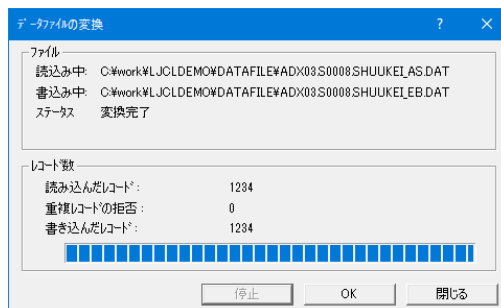 ﾃﾞｰﾀﾌｧｲﾙの変換 ? ×
ﾌｧｲﾙ
読込み中: C:¥work¥LJCLDEMO¥DATAFILE¥ADX03.S0008.SHUUKEI_AS.DAT
書込み中: C:¥work¥LJCLDEMO¥DATAFILE¥ADX03.S0008.SHUUKEI_EB.DAT
ｽﾃｰﾀｽ 変換完了
ﾚｺｰﾄﾞ数
読み込んだﾚｺｰﾄﾞ: 1234
重複ﾚｺｰﾄﾞの拒否: 0
書き込んだﾚｺｰﾄﾞ: 1234
停止 OK 閉じる